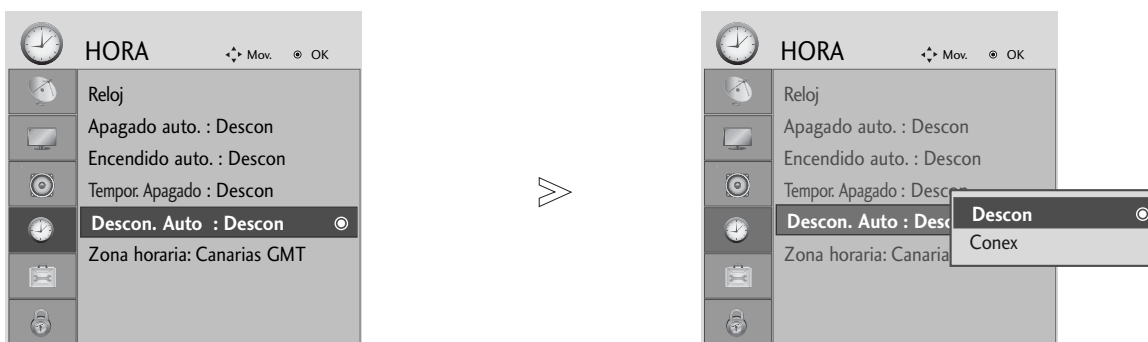 HORA Mov. OK
Reloj
Apagado auto. : Descon
Encendido auto. : Descon
Tempor. Apagado : Descon
Descon. Auto : Descon
Zona horaria: Canarias GMT
HORA Mov. OK
Reloj
Apagado auto. : Descon
Encendido auto. : Descon
Tempor. Apagado : Descon
Descon. Auto : Desc
Zona horaria: Canaria
Descon
Conex